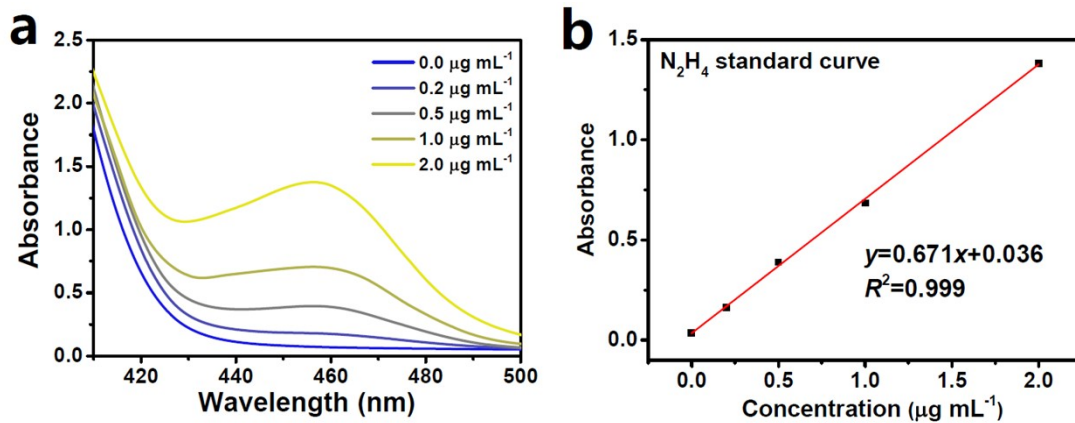 a
2.5
2.0
1.5
1.0
0.5
0.0
Absorbance
420 440 460 480 500
Wavelength (nm)
0.0 μg mL⁻¹
0.2 μg mL⁻¹
0.5 μg mL⁻¹
1.0 μg mL⁻¹
2.0 μg mL⁻¹
b
1.5
1.0
0.5
0.0
Absorbance
N₂H₄ standard curve
y=0.671x+0.036
R²=0.999
0.0 0.5 1.0 1.5 2.0
Concentration (μg mL⁻¹)